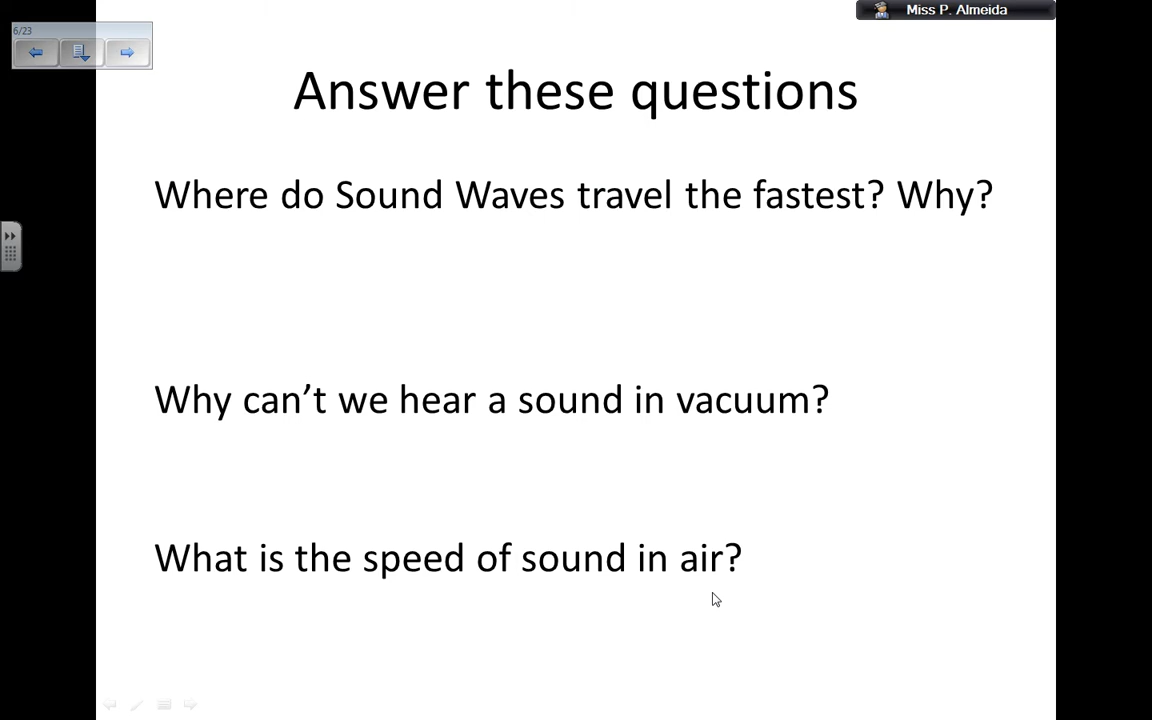 Miss P. Almeida
6/23
Answer these questions
Where do Sound Waves travel the fastest? Why?
Why can't we hear a sound in vacuum?
What is the speed of sound in air?